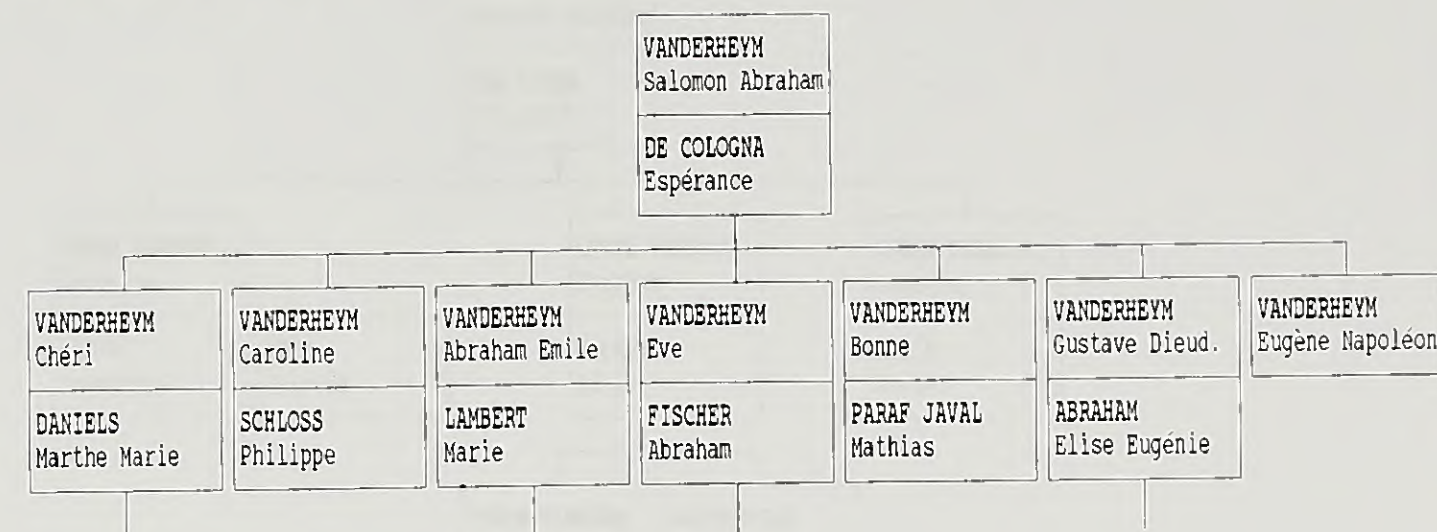 VANDERHEYM
Salomon Abraham
DE COLOGNA
Espérance
VANDERHEYM
Chéri
DANIELS
Marthe Marie
VANDERHEYM
Caroline
SCHLOSS
Philippe
VANDERHEYM
Abraham Emile
LAMBERT
Marie
VANDERHEYM
Eve
FISCHER
Abraham
VANDERHEYM
Bonne
PARAF JAVAL
Mathias
VANDERHEYM
Gustave Dieud.
ABRAHAM
Elise Eugénie
VANDERHEYM
Eugène Napoléon